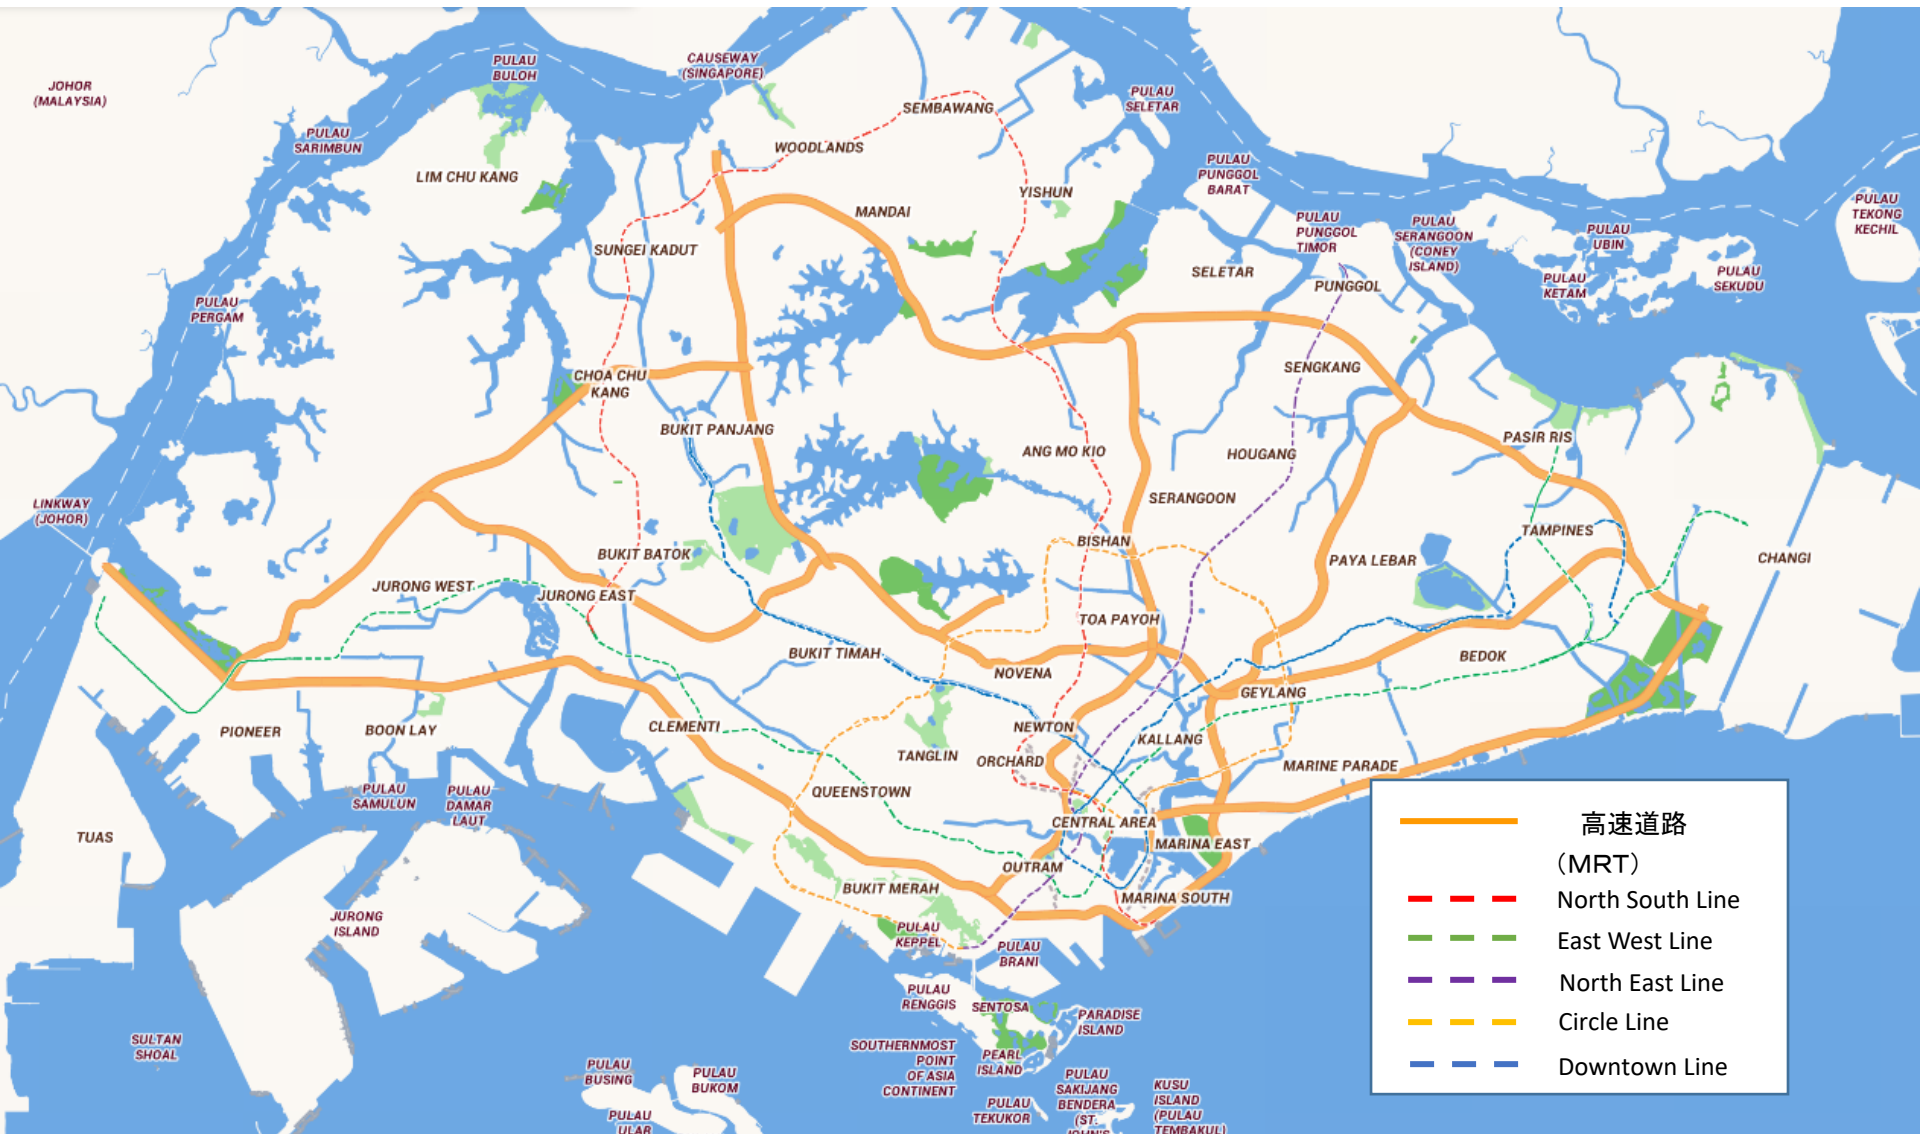 JOHOR
(MALAYSIA)
PULAU
BULOH
CAUSEWAY
(SINGAPORE)
PULAU
SARIMBUN
LIM CHU KANG
SEMBAWANG
WOODLANDS
PULAU
SELETAR
YISHUN
MANDAI
PULAU
PUNGGOL
BARAT
PULAU
PUNGGOL
TIMOR
PULAU
SERANGOON
(CONEY
ISLAND)
PULAU
UBIN
PULAU
KETAM
PULAU
SEKUDU
PULAU
TEKONG
KECHIL
SUNGEI KADUT
SELETAR
PUNGGOL
PULAU
PERGAM
CHOA CHU
KANG
SENGKANG
BUKIT PANJANG
ANG MO KIO
HOUGANG
PASIR RIS
SERANGOON
LINKWAY
(JOHOR)
BUKIT BATOK
BISHAN
TAMPINES
PAYA LEBAR
CHANGI
JURONG WEST
JURONG EAST
TOA PAYOH
BUKIT TIMAH
NOVENA
BEDOK
GEYLANG
PIONEER
BOON LAY
CLEMENTI
NEWTON
KALLANG
TANGLIN
ORCHARD
MARINE PARADE
PULAU
SAMULUN
PULAU
DAMAR
LAUT
QUEENSTOWN
CENTRAL AREA
TUAS
MARINA EAST
OUTRAM
BUKIT MERAH
MARINA SOUTH
JURONG
ISLAND
PULAU
KEPPEL
PULAU
BRANI
PULAU
RENGGIS
SENTOSA
PARADISE
ISLAND
SULTAN
SHOAL
SOUTHERNMOST
POINT
OF ASIA
CONTINENT
PEARL
ISLAND
PULAU
BUSING
PULAU
BUKOM
PULAU
ULAR
PULAU
TEKUKOR
PULAU
SAKIJANG
BENDERA
(ST.
JOHN'S
KUSU
ISLAND
(PULAU
TEMBAKUL)
高速道路
（MRT）
North South Line
East West Line
North East Line
Circle Line
Downtown Line